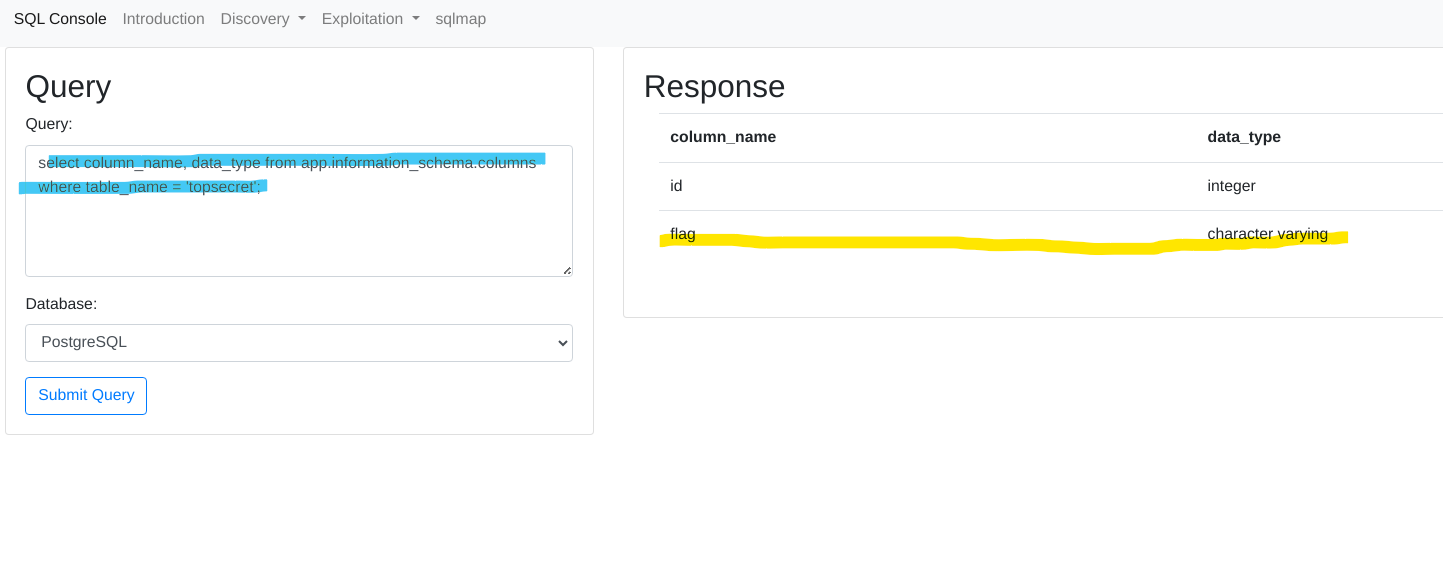 SQL Console Introduction Discovery Exploitation sqlmap
Query
Query:
select column_name, data_type from app.information_schema.columns
where table_name = 'topsecret';
Database:
PostgreSQL
Submit Query
Response
column_name data_type
id integer
flag character varying